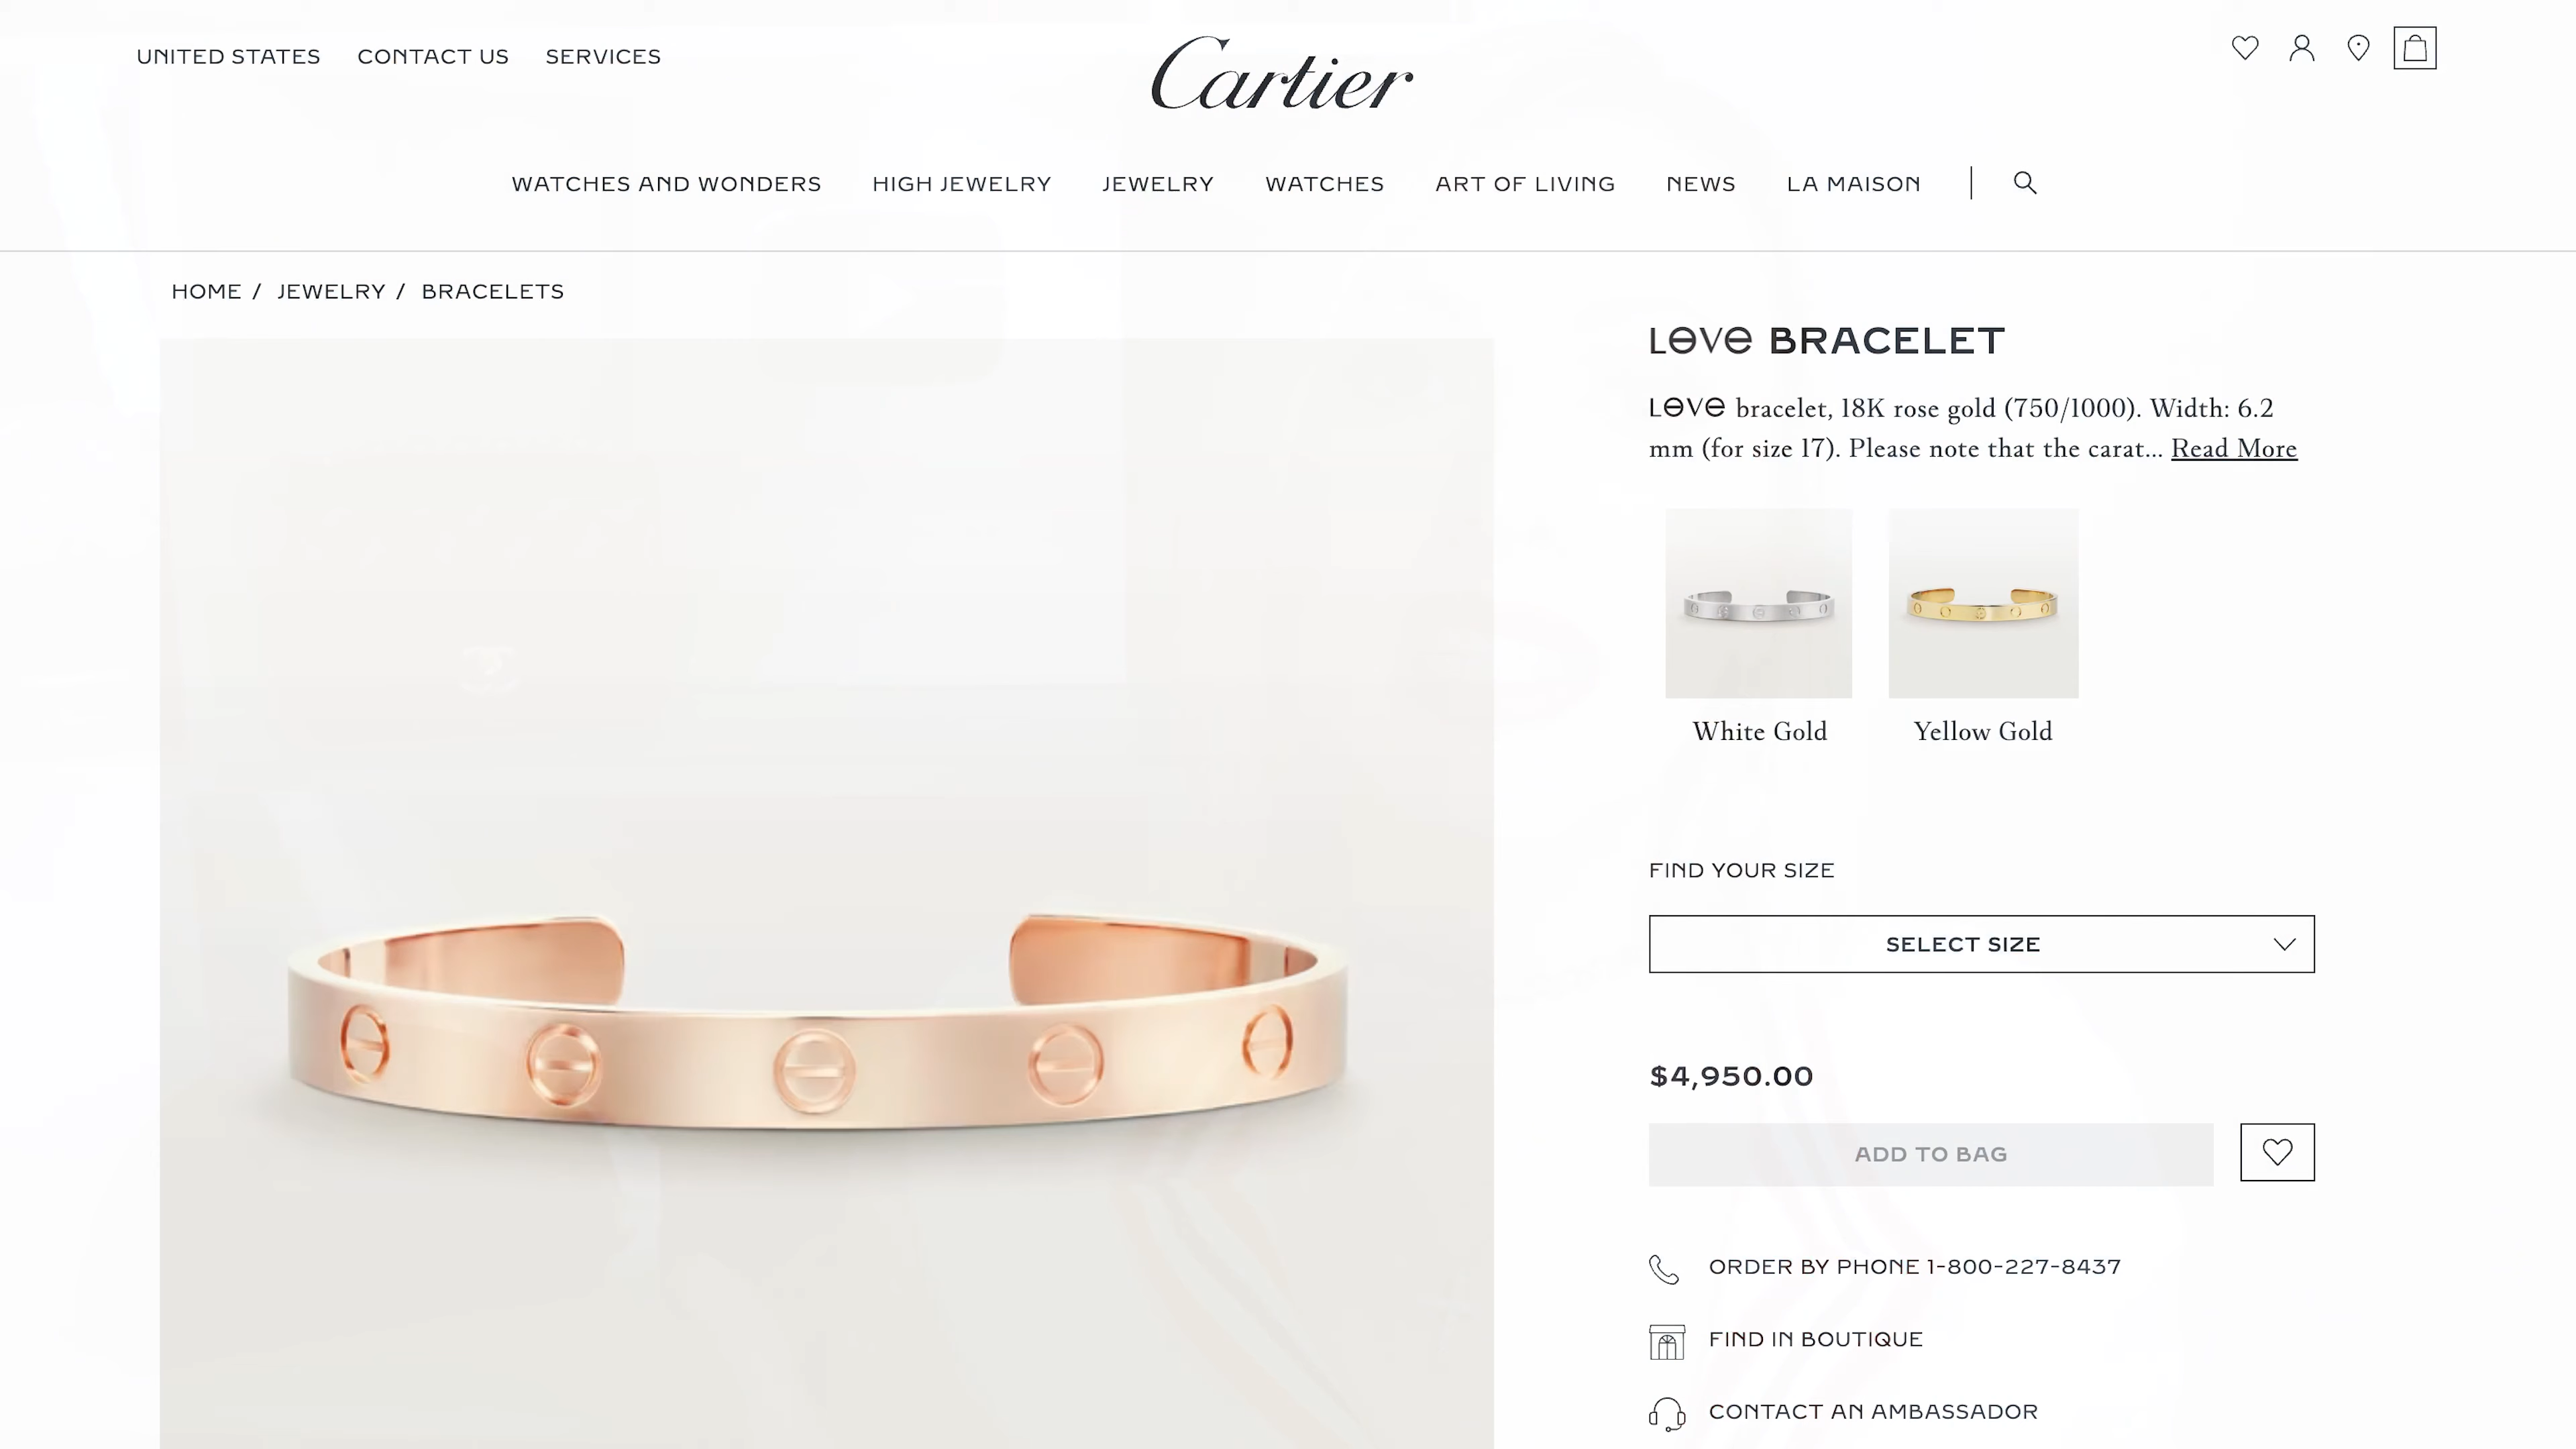 UNITED STATES CONTACT US SERVICES
Cartier
WATCHES AND WONDERS HIGH JEWELRY JEWELRY WATCHES ART OF LIVING NEWS LA MAISON
HOME / JEWELRY / BRACELETS
LOVE BRACELET
LOVE bracelet, 18K rose gold (750/1000). Width: 6.2
mm (for size 17). Please note that the carat... Read More
White Gold Yellow Gold
FIND YOUR SIZE
SELECT SIZE
$4,950.00
ADD TO BAG
ORDER BY PHONE 1-800-227-8437
FIND IN BOUTIQUE
CONTACT AN AMBASSADOR